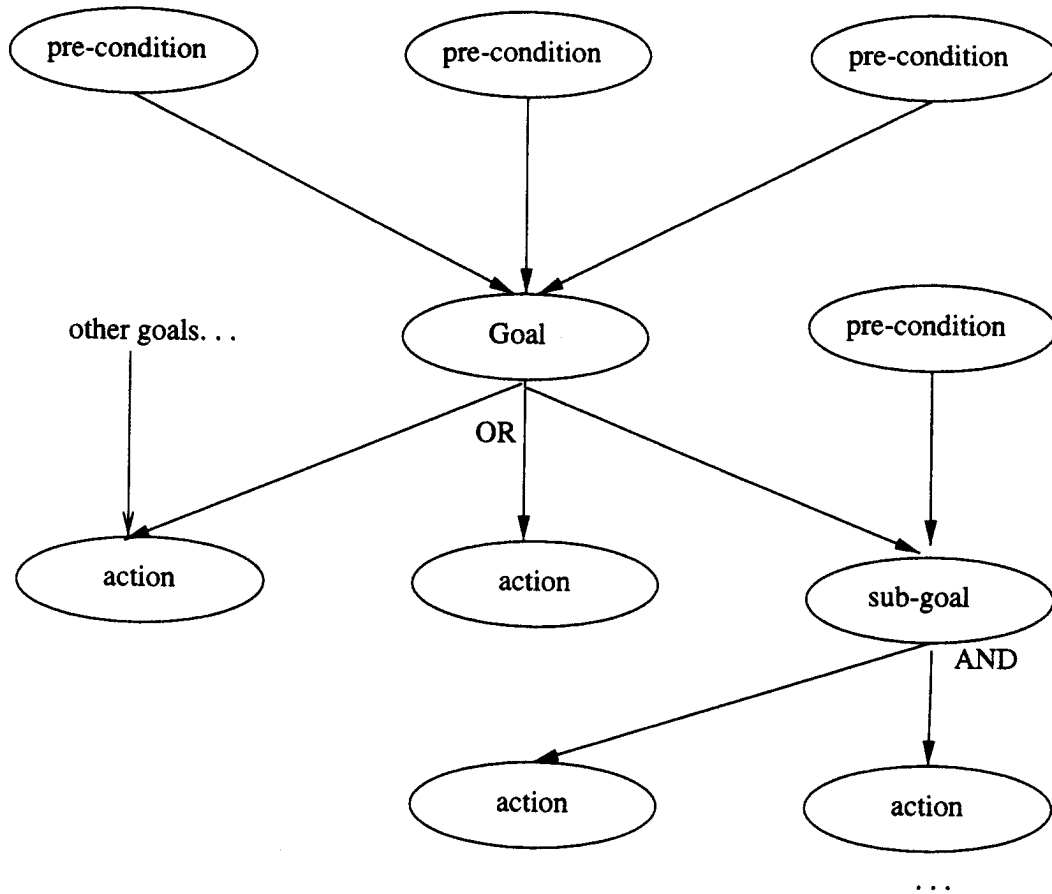 pre-condition
pre-condition
pre-condition
other goals. . .
Goal
pre-condition
OR
action
action
sub-goal
AND
action
action
. . .